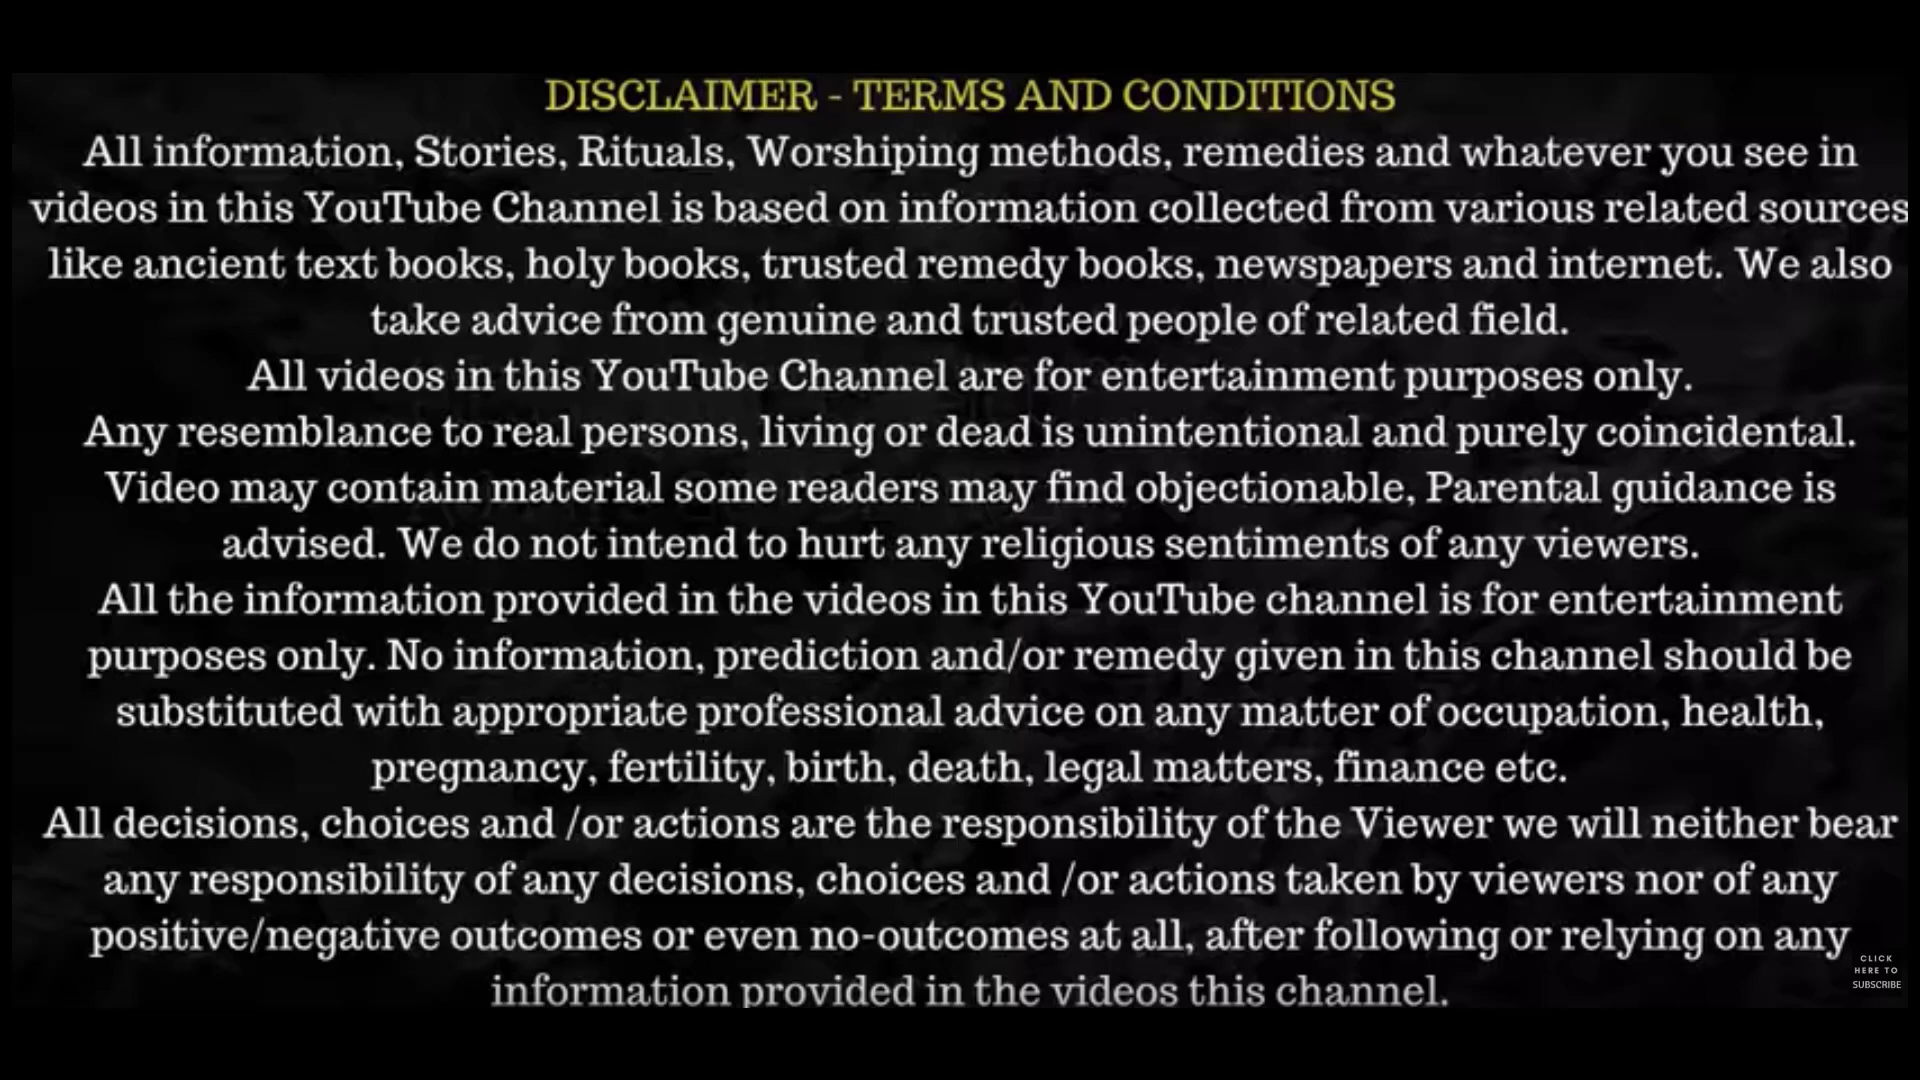 DISCLAIMER - TERMS AND CONDITIONS
All information, Stories, Rituals, Worshiping methods, remedies and whatever you see in
videos in this YouTube Channel is based on information collected from various related sources
like ancient text books, holy books, trusted remedy books, newspapers and internet. We also
take advice from genuine and trusted people of related field.
All videos in this YouTube Channel are for entertainment purposes only.
Any resemblance to real persons, living or dead is unintentional and purely coincidental.
Video may contain material some readers may find objectionable, Parental guidance is
advised. We do not intend to hurt any religious sentiments of any viewers.
All the information provided in the videos in this YouTube channel is for entertainment
purposes only. No information, prediction and/or remedy given in this channel should be
substituted with appropriate professional advice on any matter of occupation, health,
pregnancy, fertility, birth, death, legal matters, finance etc.
All decisions, choices and /or actions are the responsibility of the Viewer we will neither bear
any responsibility of any decisions, choices and /or actions taken by viewers nor of any
positive/negative outcomes or even no-outcomes at all, after following or relying on any
information provided in the videos this channel.
CLICK
HERE TO
SUBSCRIBE